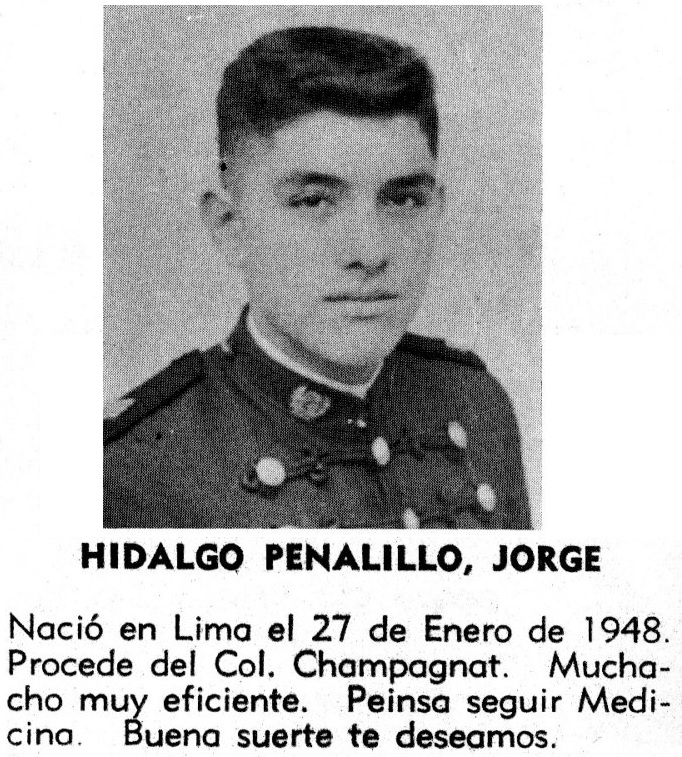 HIDALGO PENALILLO, JORGE
Nació en Lima el 27 de Enero de 1948.
Procede del Col. Champagnat. Mucha-
cho muy eficiente. Peinsa seguir Medi-
cina. Buena suerte te deseamos.